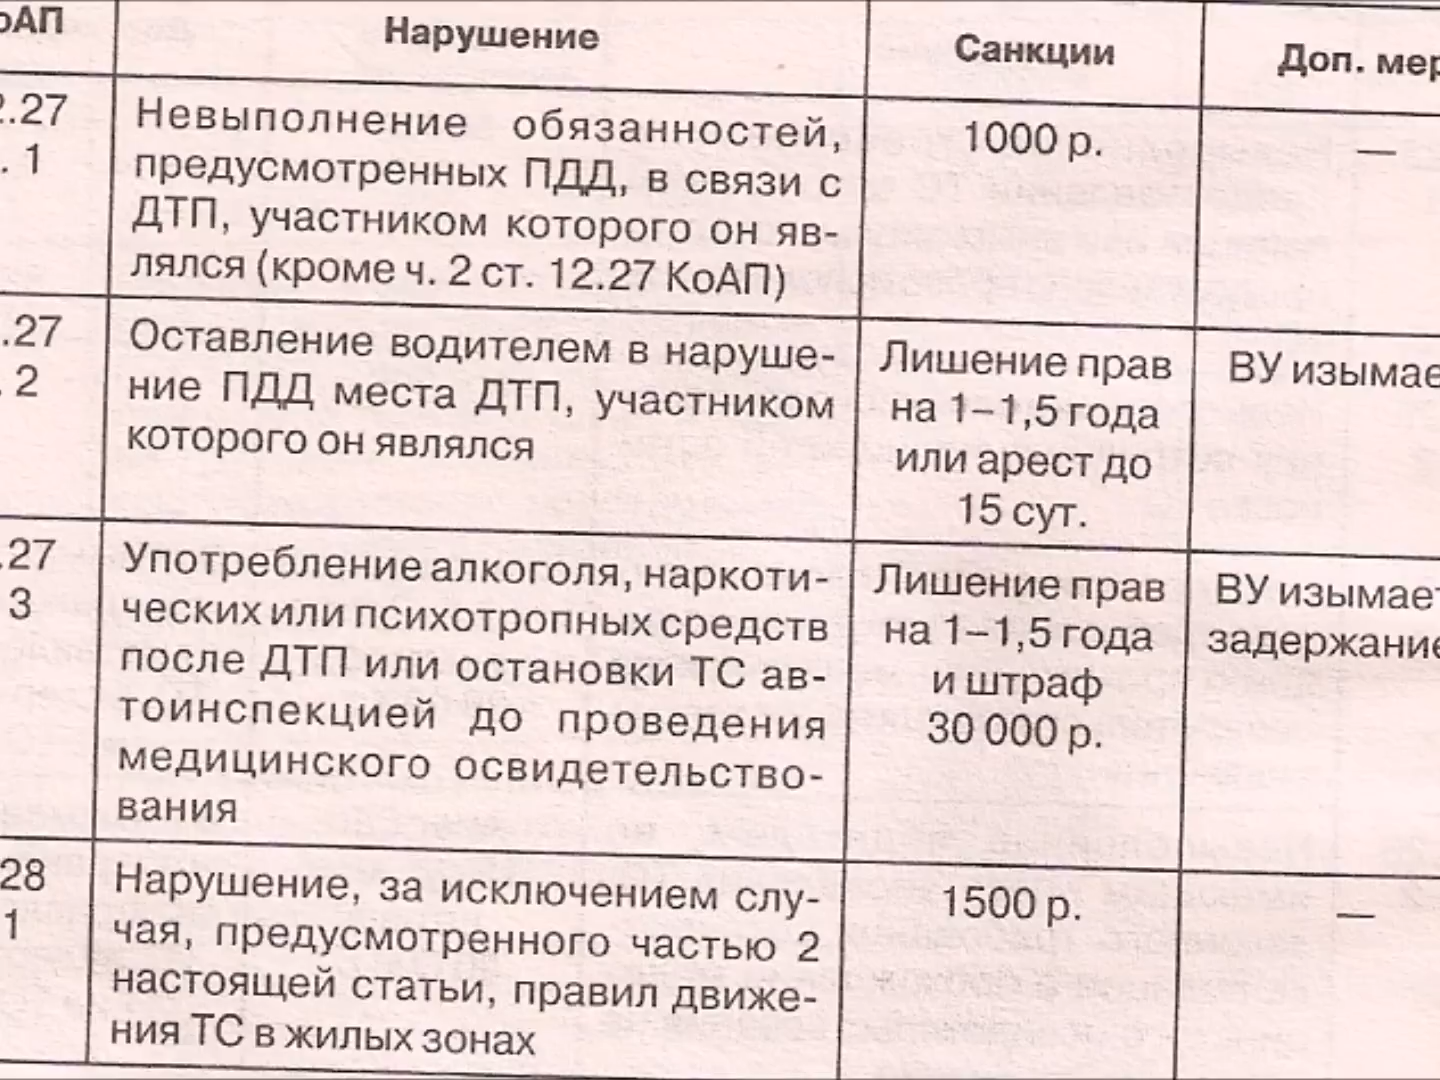 оАП Нарушение Санкции Доп. мер
2.27 Невыполнение обязанностей, 1000 р. —
. 1 предусмотренных ПДД, в связи с
ДТП, участником которого он яв-
лялся (кроме ч. 2 ст. 12.27 КоАП)
.27 Оставление водителем в наруше- Лишение прав ВУ изымае
. 2 ние ПДД места ДТП, участником на 1–1,5 года
которого он являлся или арест до
15 сут.
.27 Употребление алкоголя, наркоти- Лишение прав ВУ изымает
3 ческих или психотропных средств на 1–1,5 года задержание
после ДТП или остановки ТС ав- и штраф
тоинспекцией до проведения 30 000 р.
медицинского освидетельство-
вания
28 Нарушение, за исключением слу- 1500 р. —
1 чая, предусмотренного частью 2
настоящей статьи, правил движе-
ния ТС в жилых зонах